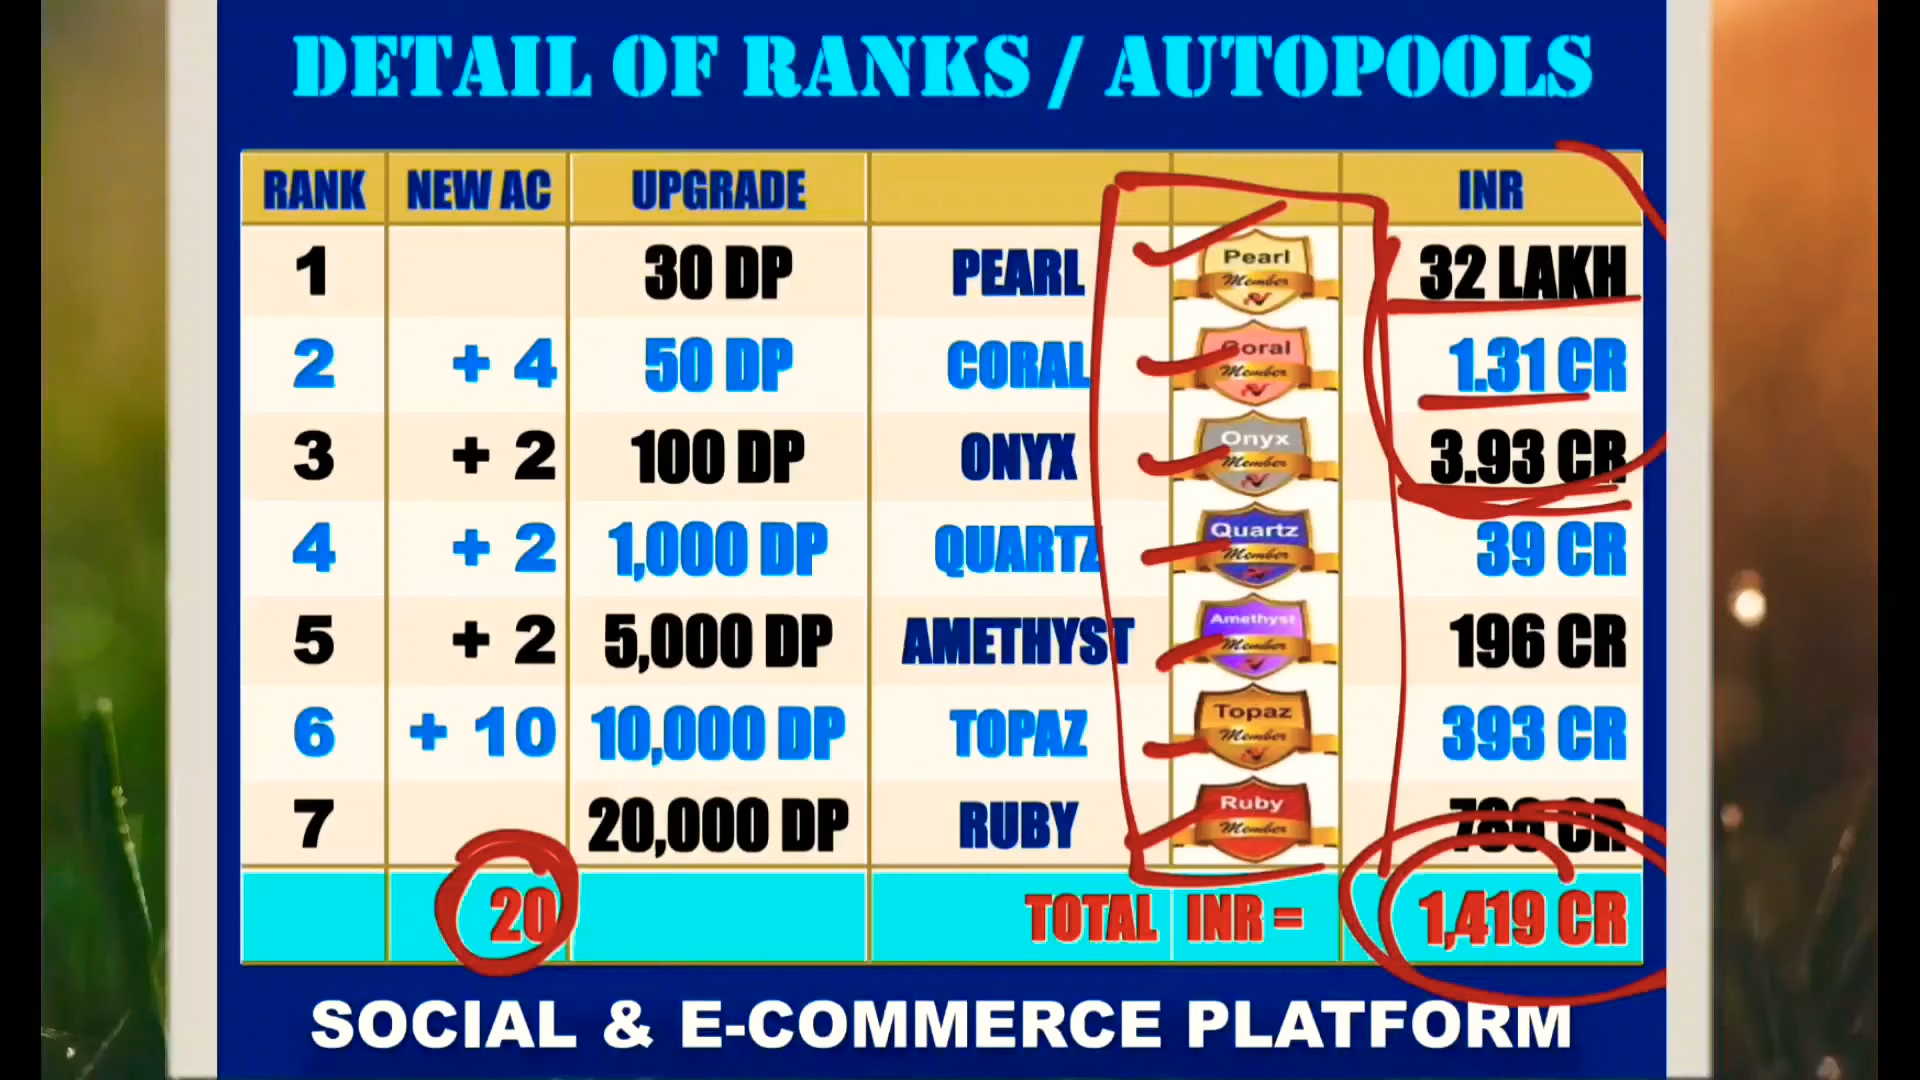 DETAIL OF RANKS / AUTOPOOLS
RANK NEW AC UPGRADE INR
1 30 DP PEARL Pearl Member 32 LAKH
2 + 4 50 DP CORAL Coral Member 1.31 CR
3 + 2 100 DP ONYX Onyx Member 3.93 CR
4 + 2 1,000 DP QUARTZ Quartz Member 39 CR
5 + 2 5,000 DP AMETHYST Amethyst Member 196 CR
6 + 10 10,000 DP TOPAZ Topaz Member 393 CR
7 20,000 DP RUBY Ruby Member CR
20 TOTAL INR = 1,419 CR
SOCIAL & E-COMMERCE PLATFORM